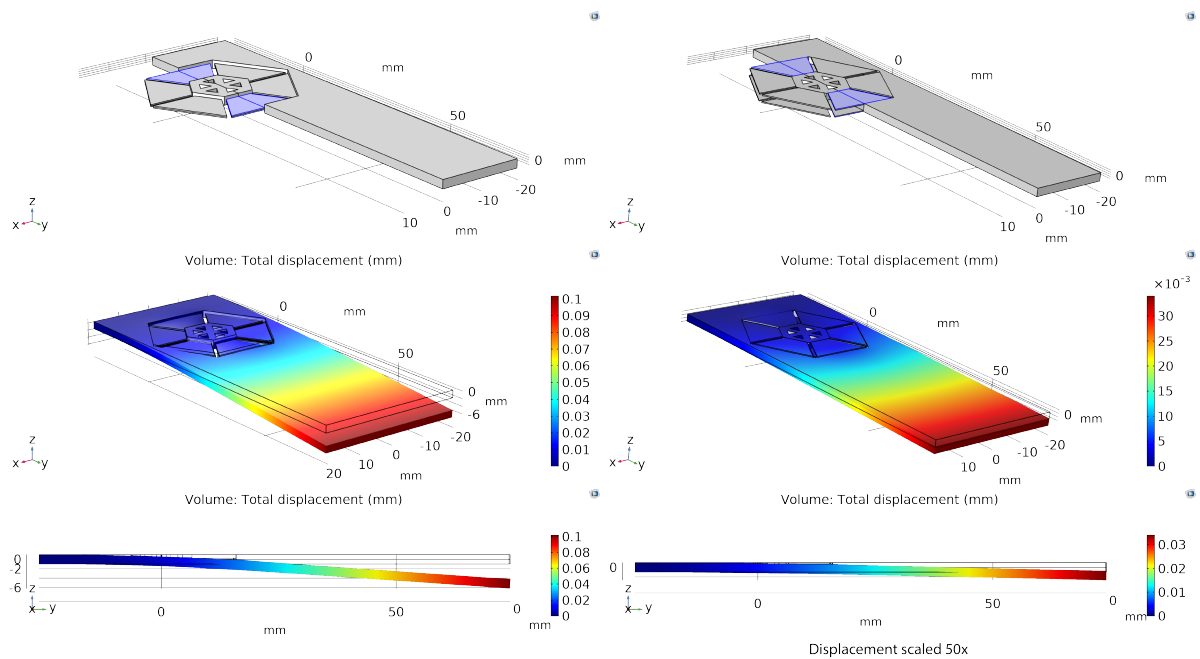 0
mm
50
0
mm
-20
-10
0
10
mm
z
x
y
0
mm
50
0
mm
-20
-10
0
10
mm
z
x
y
Volume: Total displacement (mm)
0
mm
50
0
mm
-6
-20
-10
0
10
20
mm
z
x
y
0.1
0.09
0.08
0.07
0.06
0.05
0.04
0.03
0.02
0.01
0
Volume: Total displacement (mm)
0
mm
50
0
mm
-20
-10
0
10
mm
z
x
y
×10⁻³
30
25
20
15
10
5
0
Volume: Total displacement (mm)
0
-2
-6
z
x
y
0
50
0
mm
mm
0.1
0.08
0.06
0.04
0.02
0
Volume: Total displacement (mm)
0
z
x
y
0
50
0
mm
mm
0.03
0.02
0.01
0
Displacement scaled 50x